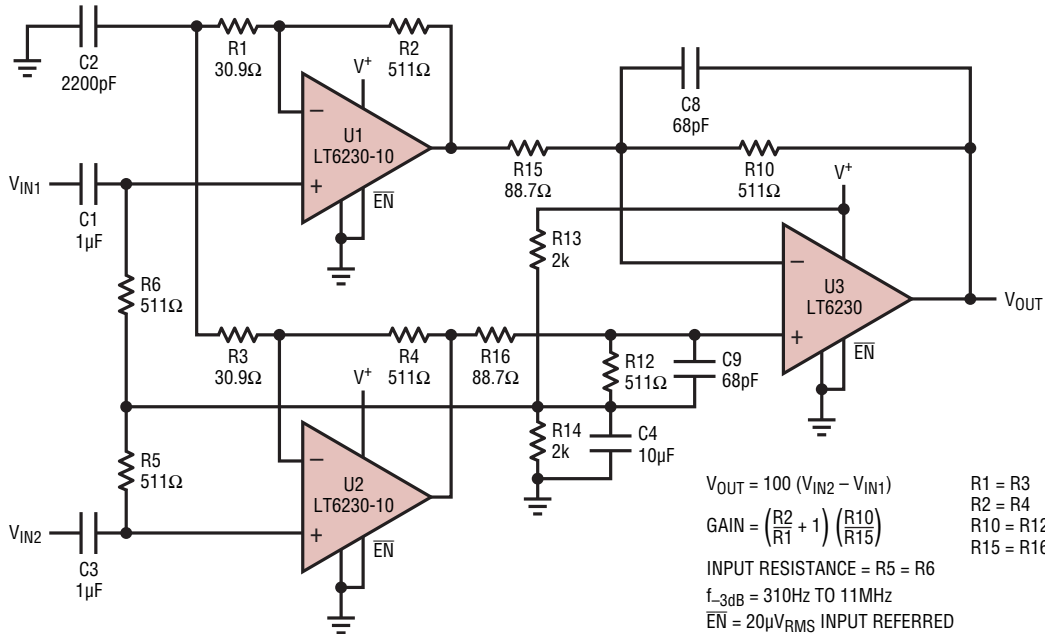 C2
2200pF
R1
30.9Ω
R2
511Ω
V+
−
U1
LT6230-10
+
EN
VIN1
C1
1µF
R15
88.7Ω
C8
68pF
R10
511Ω
V+
R13
2k
−
U3
LT6230
+
EN
VOUT
R6
511Ω
R3
30.9Ω
R4
511Ω
R16
88.7Ω
R12
511Ω
C9
68pF
V+
R14
2k
C4
10µF
R5
511Ω
−
U2
LT6230-10
+
EN
VIN2
C3
1µF
VOUT = 100 (VIN2 – VIN1)
GAIN = (R2/R1 + 1) (R10/R15)
INPUT RESISTANCE = R5 = R6
f–3dB = 310Hz TO 11MHz
EN = 20µVRMS INPUT REFERRED
R1 = R3
R2 = R4
R10 = R12
R15 = R16